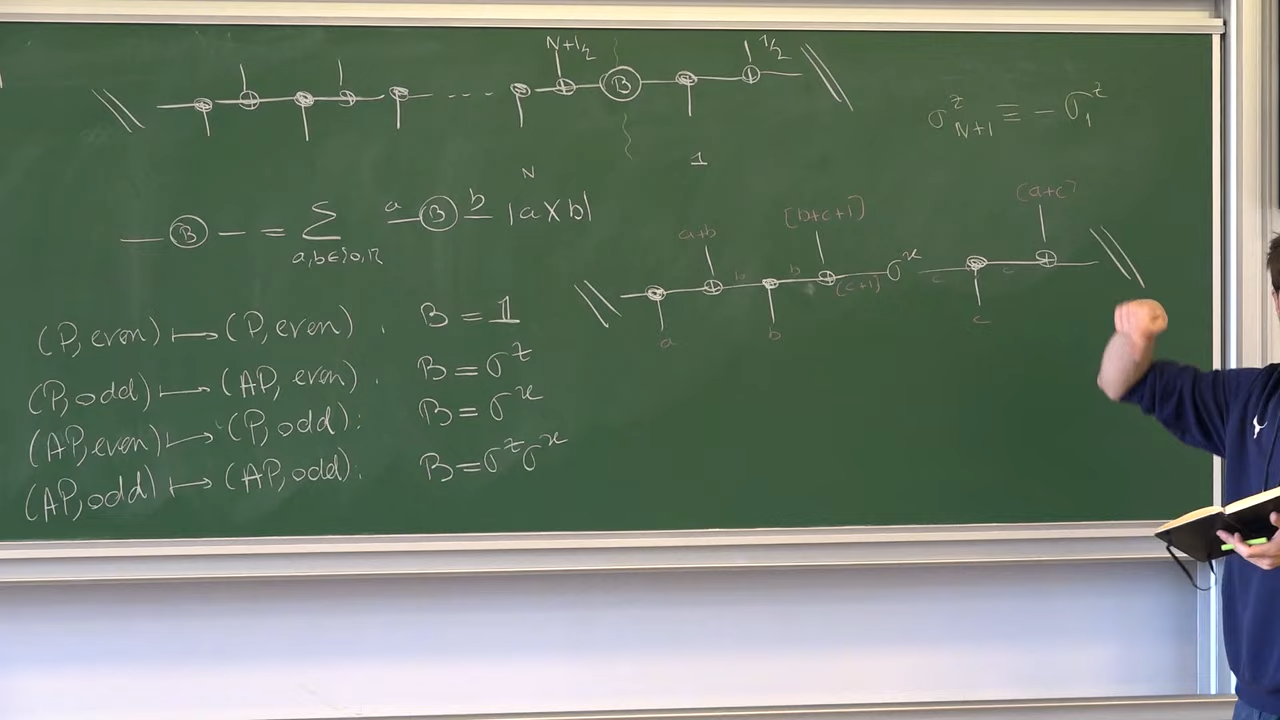 N+1/2
B
1/2
σ^z_{N+1} ≡ - σ^z_1
N
1
B = Σ_{a,b∈{0,1}} a B b |a X b|
a+b
[b+c+1]
[a+c]
b
b
[c+1]
σ^x
c
c
a
b
c
(P, even) ⟼ (P, even) . B = 𝟙
(P, odd) ⟼ (AP, even) . B = σ^z
(AP, even) ⟼ (P, odd) : B = σ^x
(AP, odd) ⟼ (AP, odd) : B = σ^z σ^x